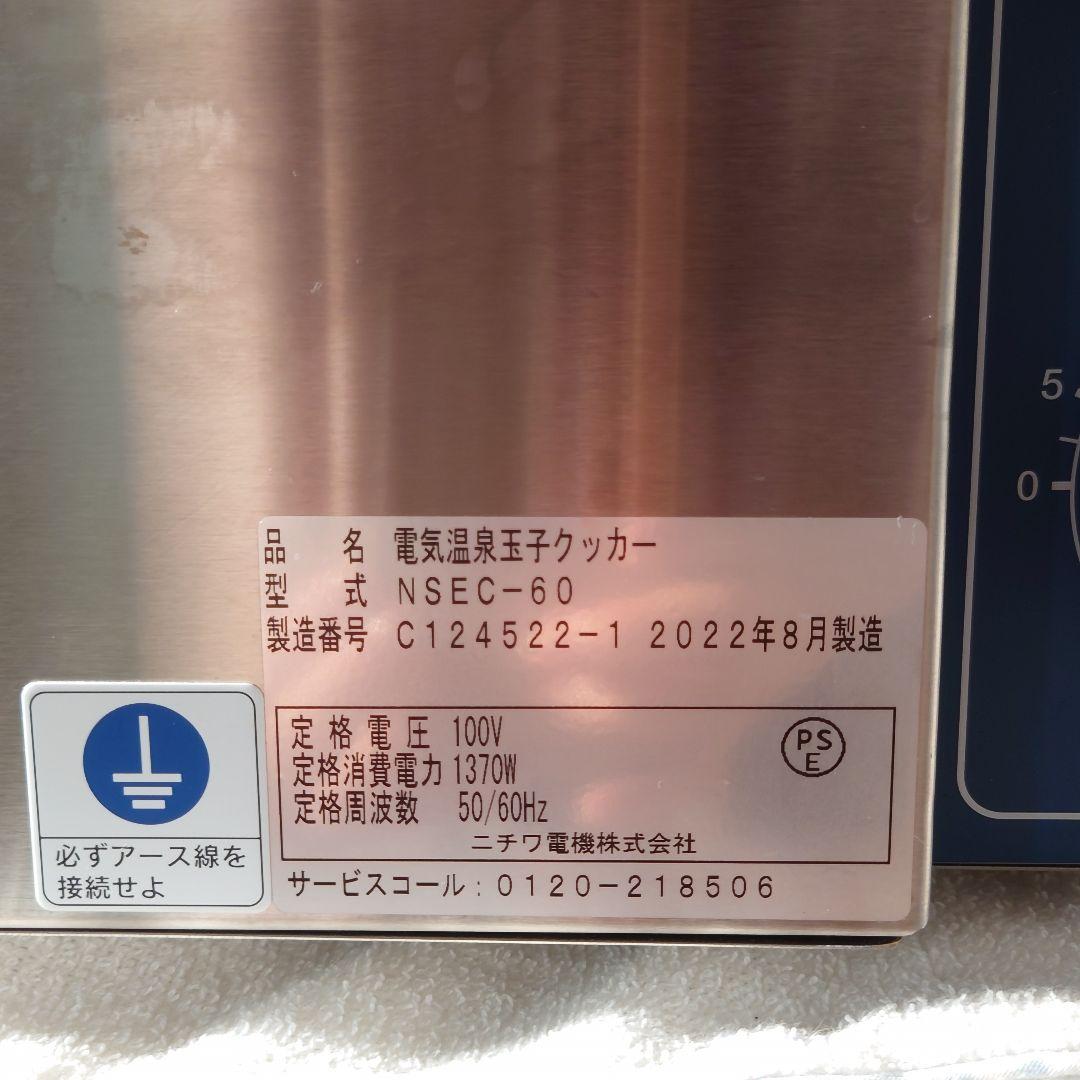 5
0
品 名 電気温泉玉子クッカー
型 式 NSEC-60
製造番号 C124522-1 2022年8月製造
定格電圧 100V
PS
E
定格消費電力 1370W
定格周波数 50/60Hz
ニチワ電機株式会社
サービスコール:0120-218506
必ずアース線を
接続せよ